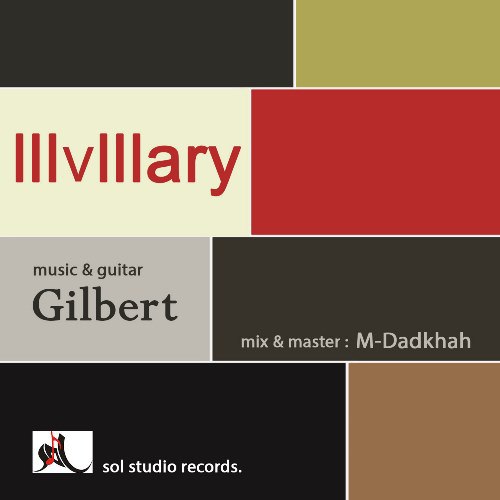 lllvlllary
music & guitar
Gilbert
mix & master : M-Dadkhah
sol studio records.